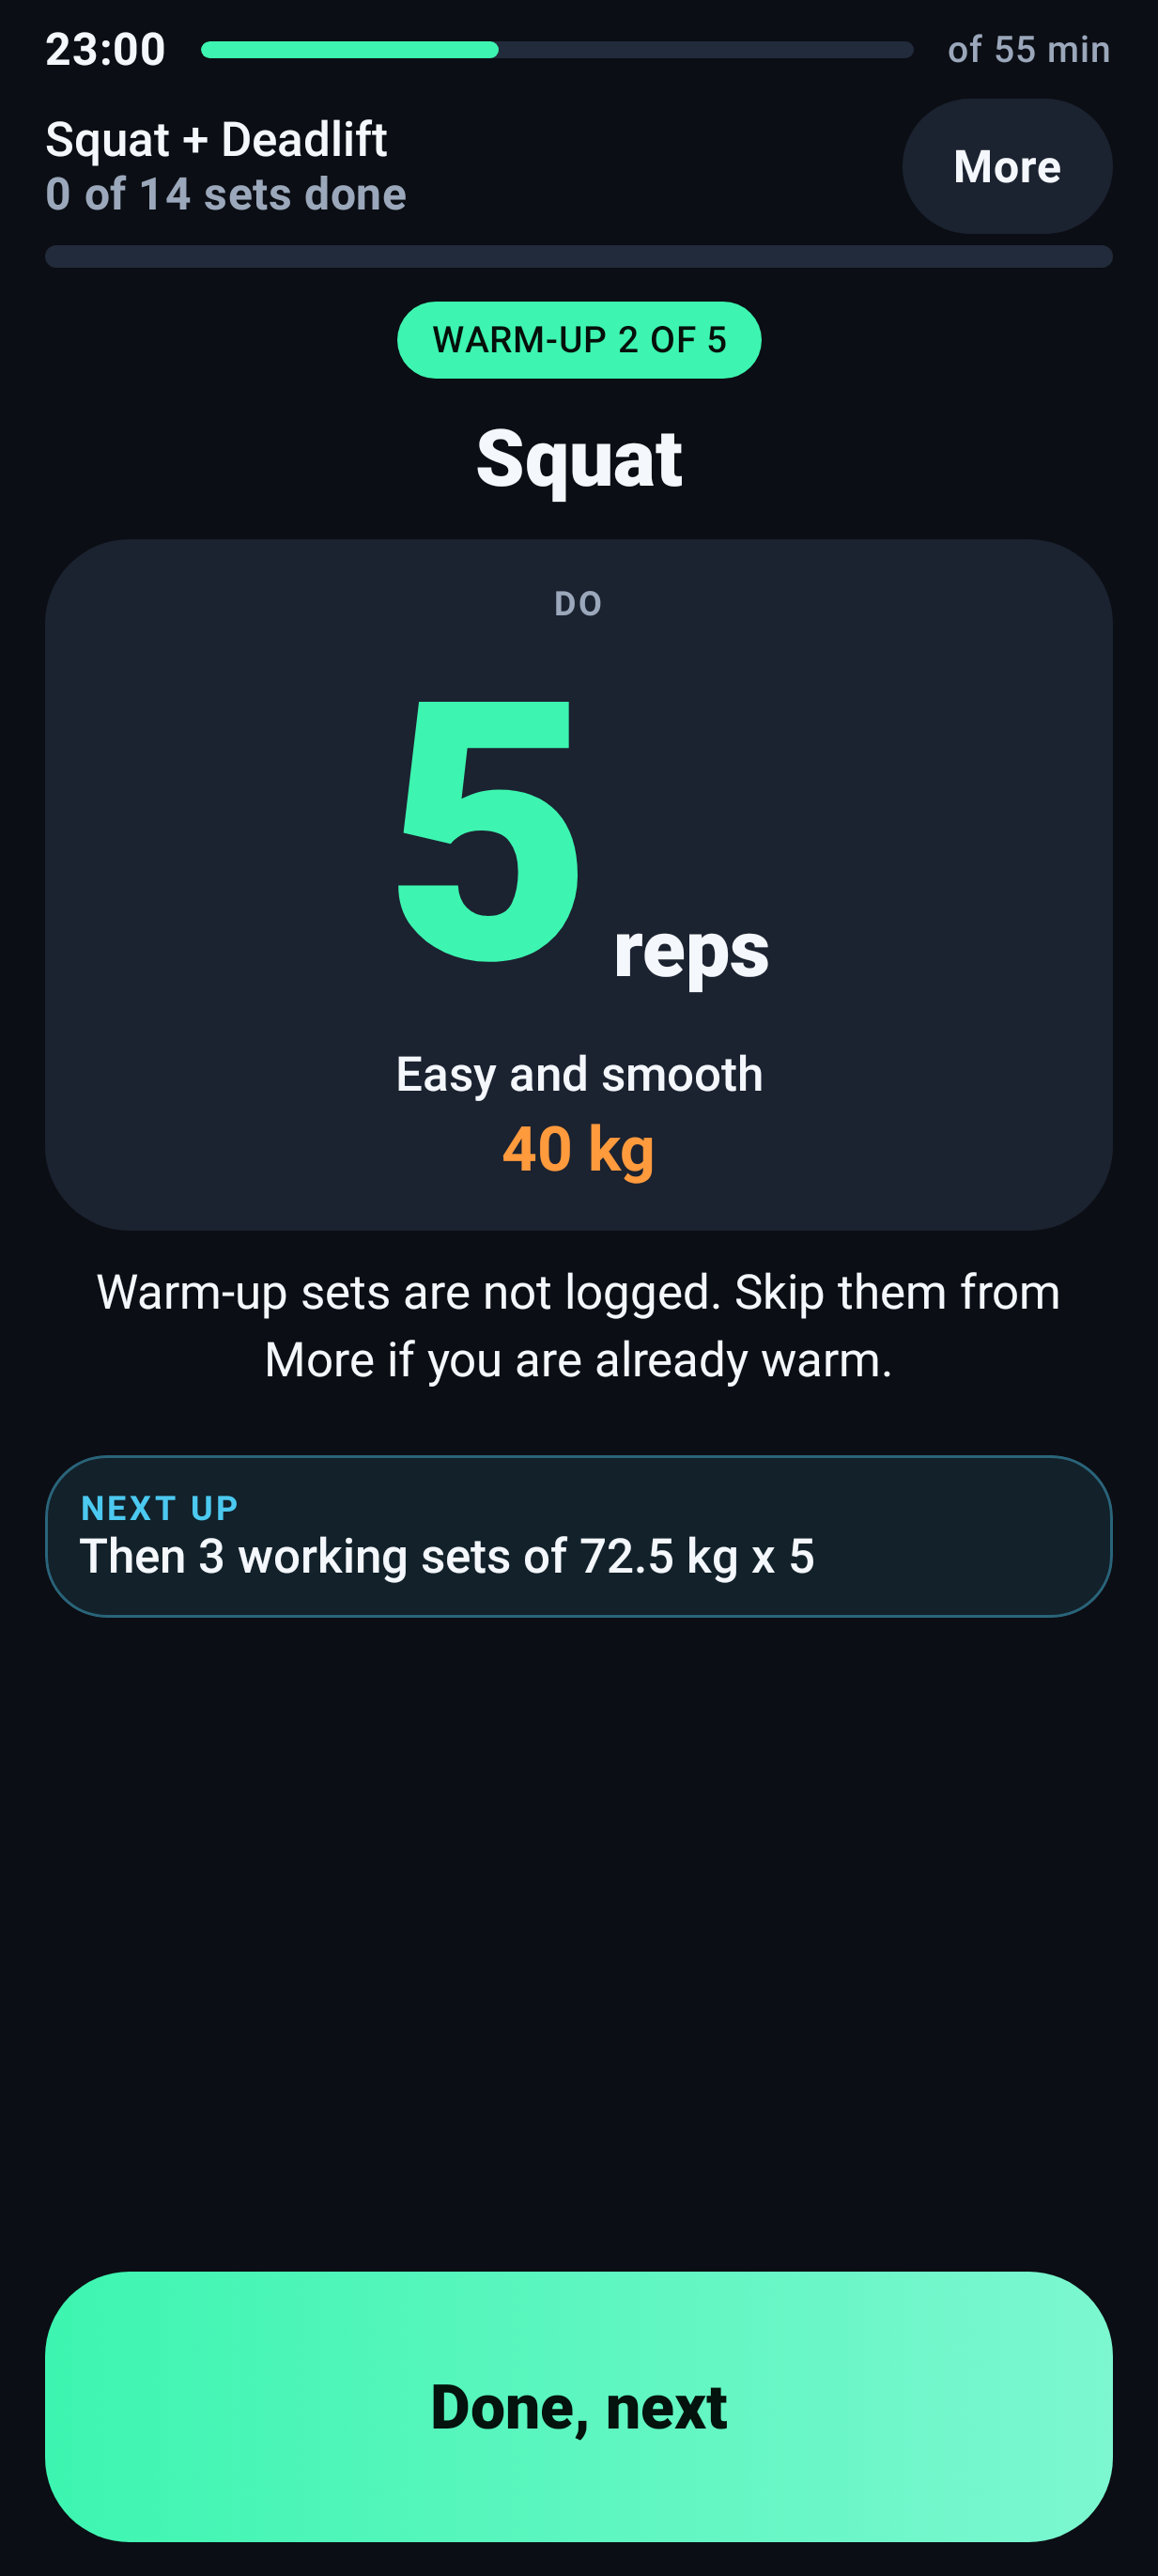 23:00
of 55 min
Squat + Deadlift
0 of 14 sets done
More
WARM-UP 2 OF 5
Squat
DO
5 reps
Easy and smooth
40 kg
Warm-up sets are not logged. Skip them from
More if you are already warm.
NEXT UP
Then 3 working sets of 72.5 kg x 5
Done, next